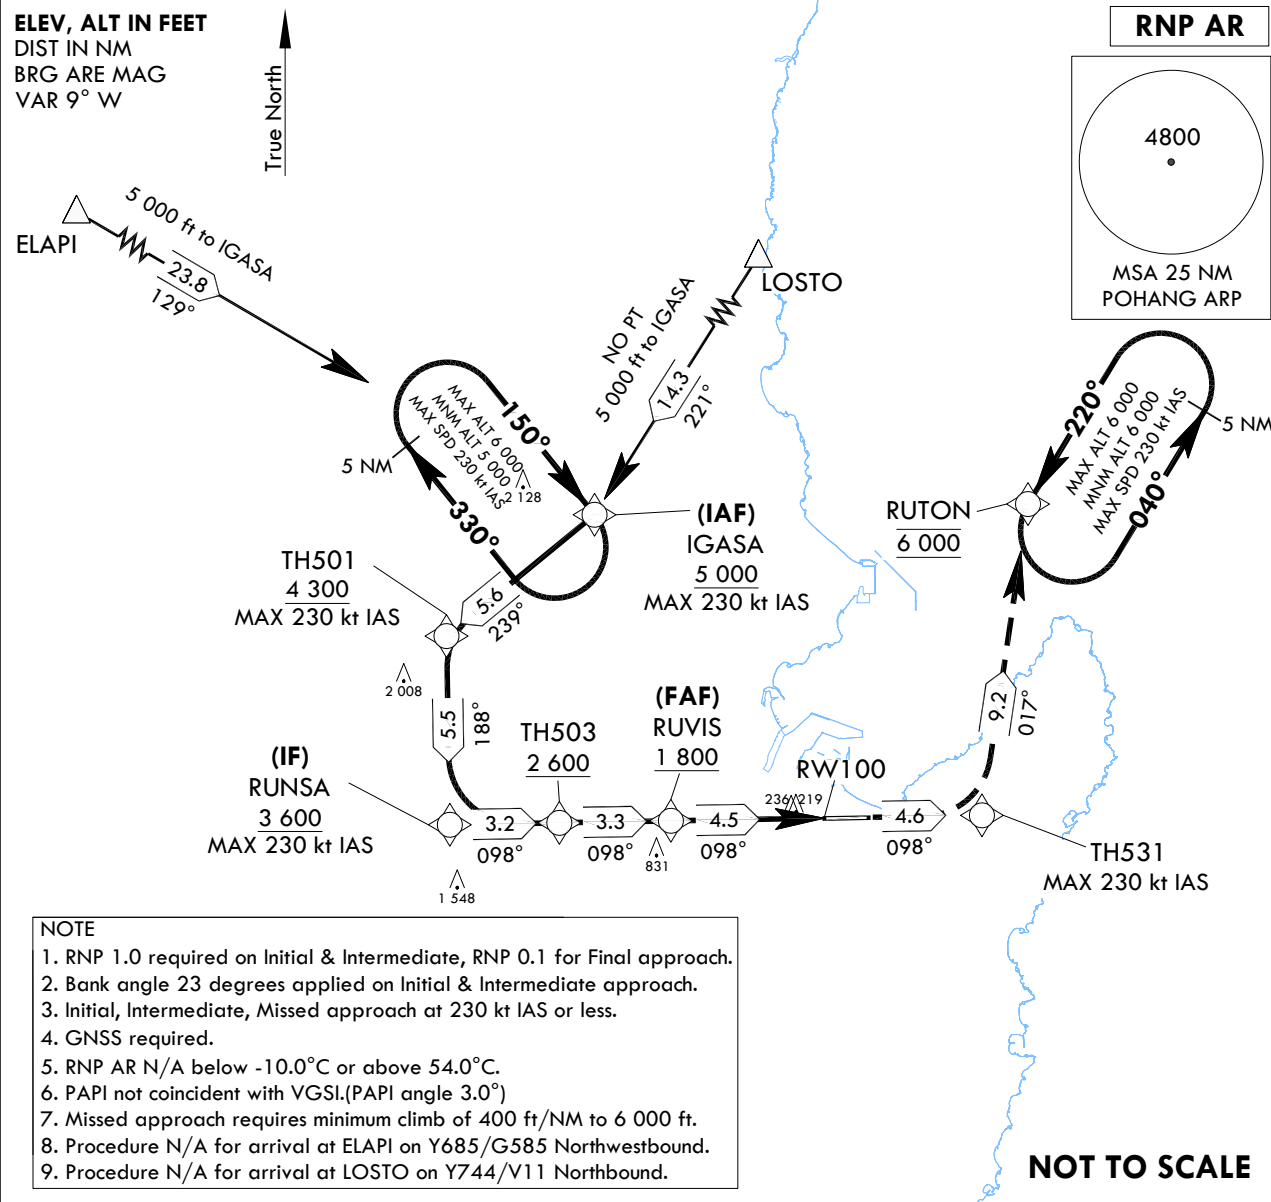 ELEV, ALT IN FEET
DIST IN NM
BRG ARE MAG
VAR 9° W
True North
RNP AR
4800
MSA 25 NM
POHANG ARP
ELAPI
5 000 ft to IGASA
23.8
129°
LOSTO
NO PT
5 000 ft to IGASA
14.3
221°
MAX ALT 6 000
MNM ALT 5 000
MAX SPD 230 kt IAS
150°
330°
5 NM
2 128
(IAF)
IGASA
5 000
MAX 230 kt IAS
220°
MAX ALT 6 000
MNM ALT 6 000
MAX SPD 230 kt IAS
040°
5 NM
RUTON
6 000
TH501
4 300
MAX 230 kt IAS
5.6
239°
2 008
5.5
188°
(IF)
RUNSA
3 600
MAX 230 kt IAS
TH503
2 600
(FAF)
RUVIS
1 800
RW100
236
219
9.2
017°
3.2
098°
3.3
098°
4.5
098°
4.6
098°
831
1 548
TH531
MAX 230 kt IAS
NOTE
1. RNP 1.0 required on Initial & Intermediate, RNP 0.1 for Final approach.
2. Bank angle 23 degrees applied on Initial & Intermediate approach.
3. Initial, Intermediate, Missed approach at 230 kt IAS or less.
4. GNSS required.
5. RNP AR N/A below -10.0°C or above 54.0°C.
6. PAPI not coincident with VGSI.(PAPI angle 3.0°)
7. Missed approach requires minimum climb of 400 ft/NM to 6 000 ft.
8. Procedure N/A for arrival at ELAPI on Y685/G585 Northwestbound.
9. Procedure N/A for arrival at LOSTO on Y744/V11 Northbound.
NOT TO SCALE